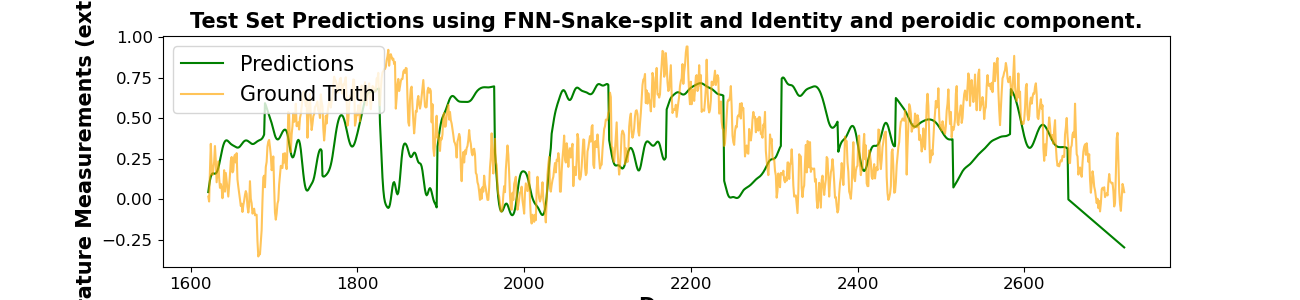 Test Set Predictions using FNN-Snake-split and Identity and peroidic component.
Predictions
Ground Truth
1.00
0.75
0.50
0.25
0.00
−0.25
1600 1800 2000 2200 2400 2600
Measurements (ext